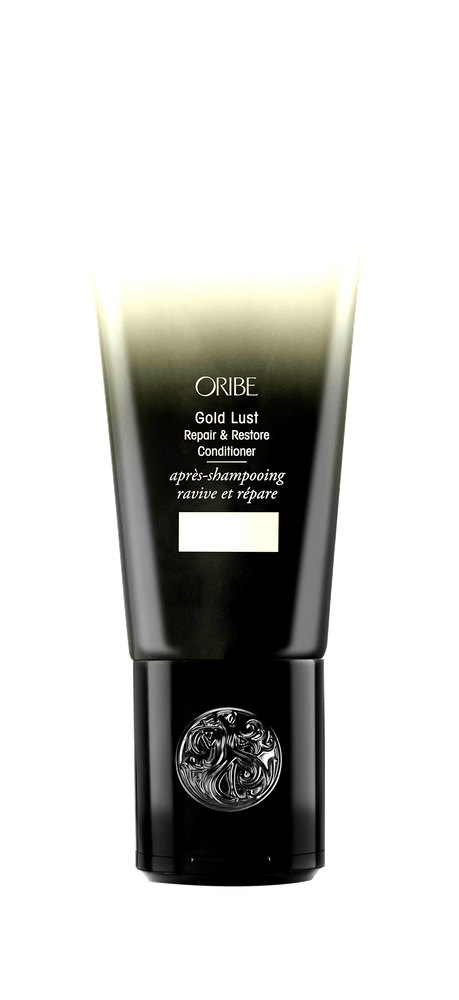 ORIBE
Gold Lust
Repair & Restore
Conditioner
après-shampooing
ravive et répare